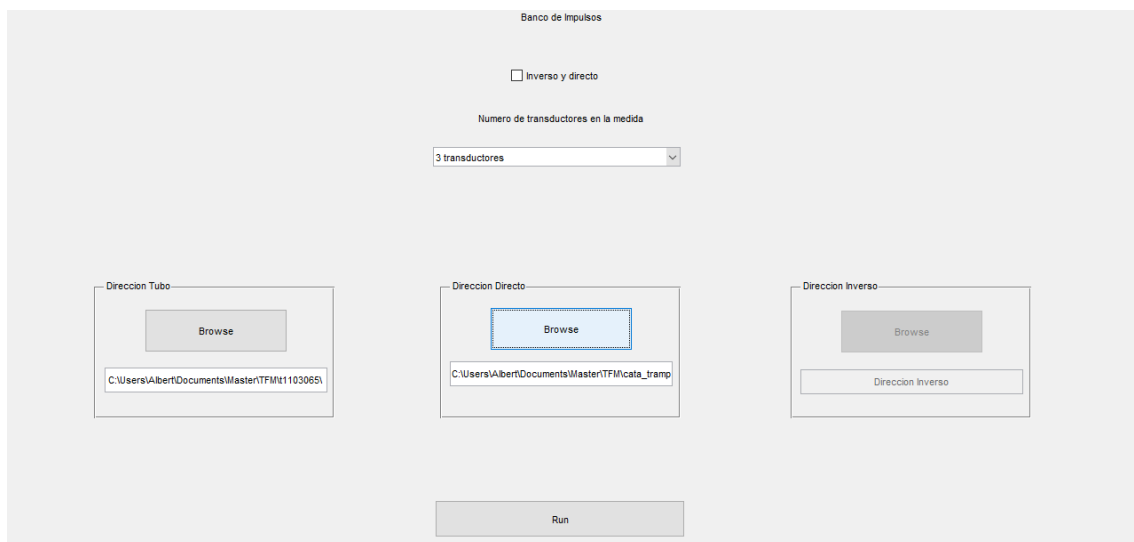 Banco de Impulsos
Inverso y directo
Numero de transductores en la medida
3 transductores
Direccion Tubo
Browse
C:\Users\Albert\Documents\Master\TFM\t1103065\
Direccion Directo
Browse
C:\Users\Albert\Documents\Master\TFM\cata_tramp
Direccion Inverso
Browse
Direccion Inverso
Run